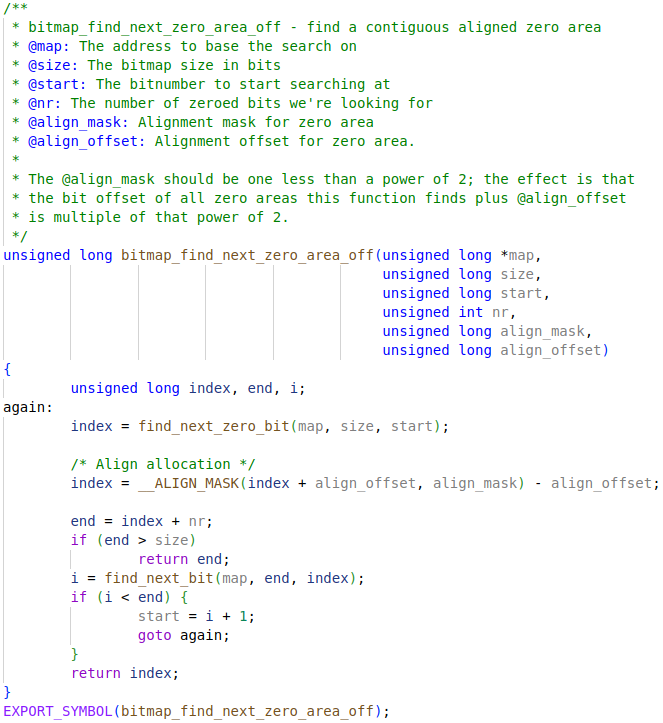 /**
 * bitmap_find_next_zero_area_off - find a contiguous aligned zero area
 * @map: The address to base the search on
 * @size: The bitmap size in bits
 * @start: The bitnumber to start searching at
 * @nr: The number of zeroed bits we're looking for
 * @align_mask: Alignment mask for zero area
 * @align_offset: Alignment offset for zero area.
 *
 * The @align_mask should be one less than a power of 2; the effect is that
 * the bit offset of all zero areas this function finds plus @align_offset
 * is multiple of that power of 2.
 */
unsigned long bitmap_find_next_zero_area_off(unsigned long *map,
                                             unsigned long size,
                                             unsigned long start,
                                             unsigned int nr,
                                             unsigned long align_mask,
                                             unsigned long align_offset)
{
        unsigned long index, end, i;
again:
        index = find_next_zero_bit(map, size, start);

        /* Align allocation */
        index = __ALIGN_MASK(index + align_offset, align_mask) - align_offset;

        end = index + nr;
        if (end > size)
                return end;
        i = find_next_bit(map, end, index);
        if (i < end) {
                start = i + 1;
                goto again;
        }
        return index;
}
EXPORT_SYMBOL(bitmap_find_next_zero_area_off);